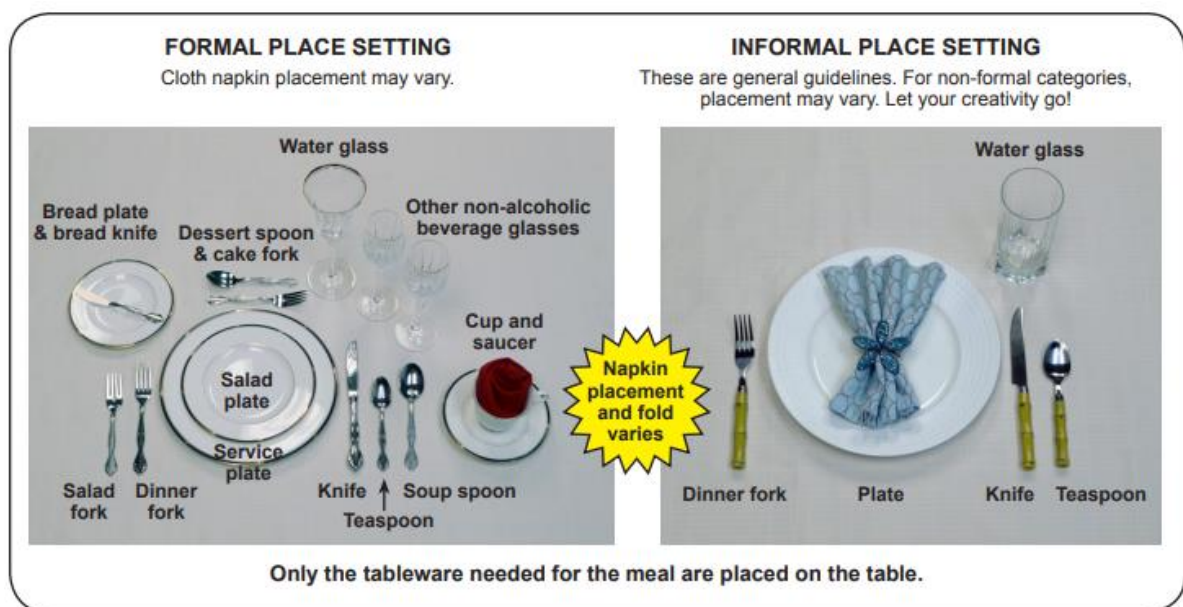 FORMAL PLACE SETTING
Cloth napkin placement may vary.
Water glass
Bread plate
& bread knife
Dessert spoon
& cake fork
Other non-alcoholic
beverage glasses
Cup and
saucer
Salad
plate
Service
plate
Salad
fork
Dinner
fork
Knife
Teaspoon
Soup spoon
Napkin
placement
and fold
varies
INFORMAL PLACE SETTING
These are general guidelines. For non-formal categories,
placement may vary. Let your creativity go!
Water glass
Dinner fork
Plate
Knife
Teaspoon
Only the tableware needed for the meal are placed on the table.